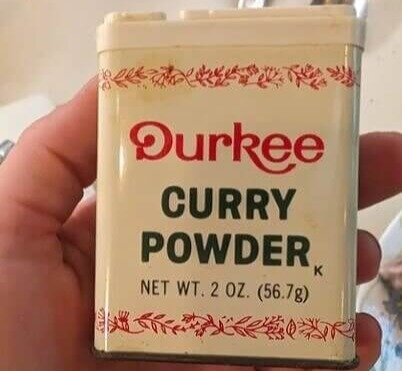 Durkee
CURRY
POWDER
K
NET WT. 2 OZ. (56.7g)